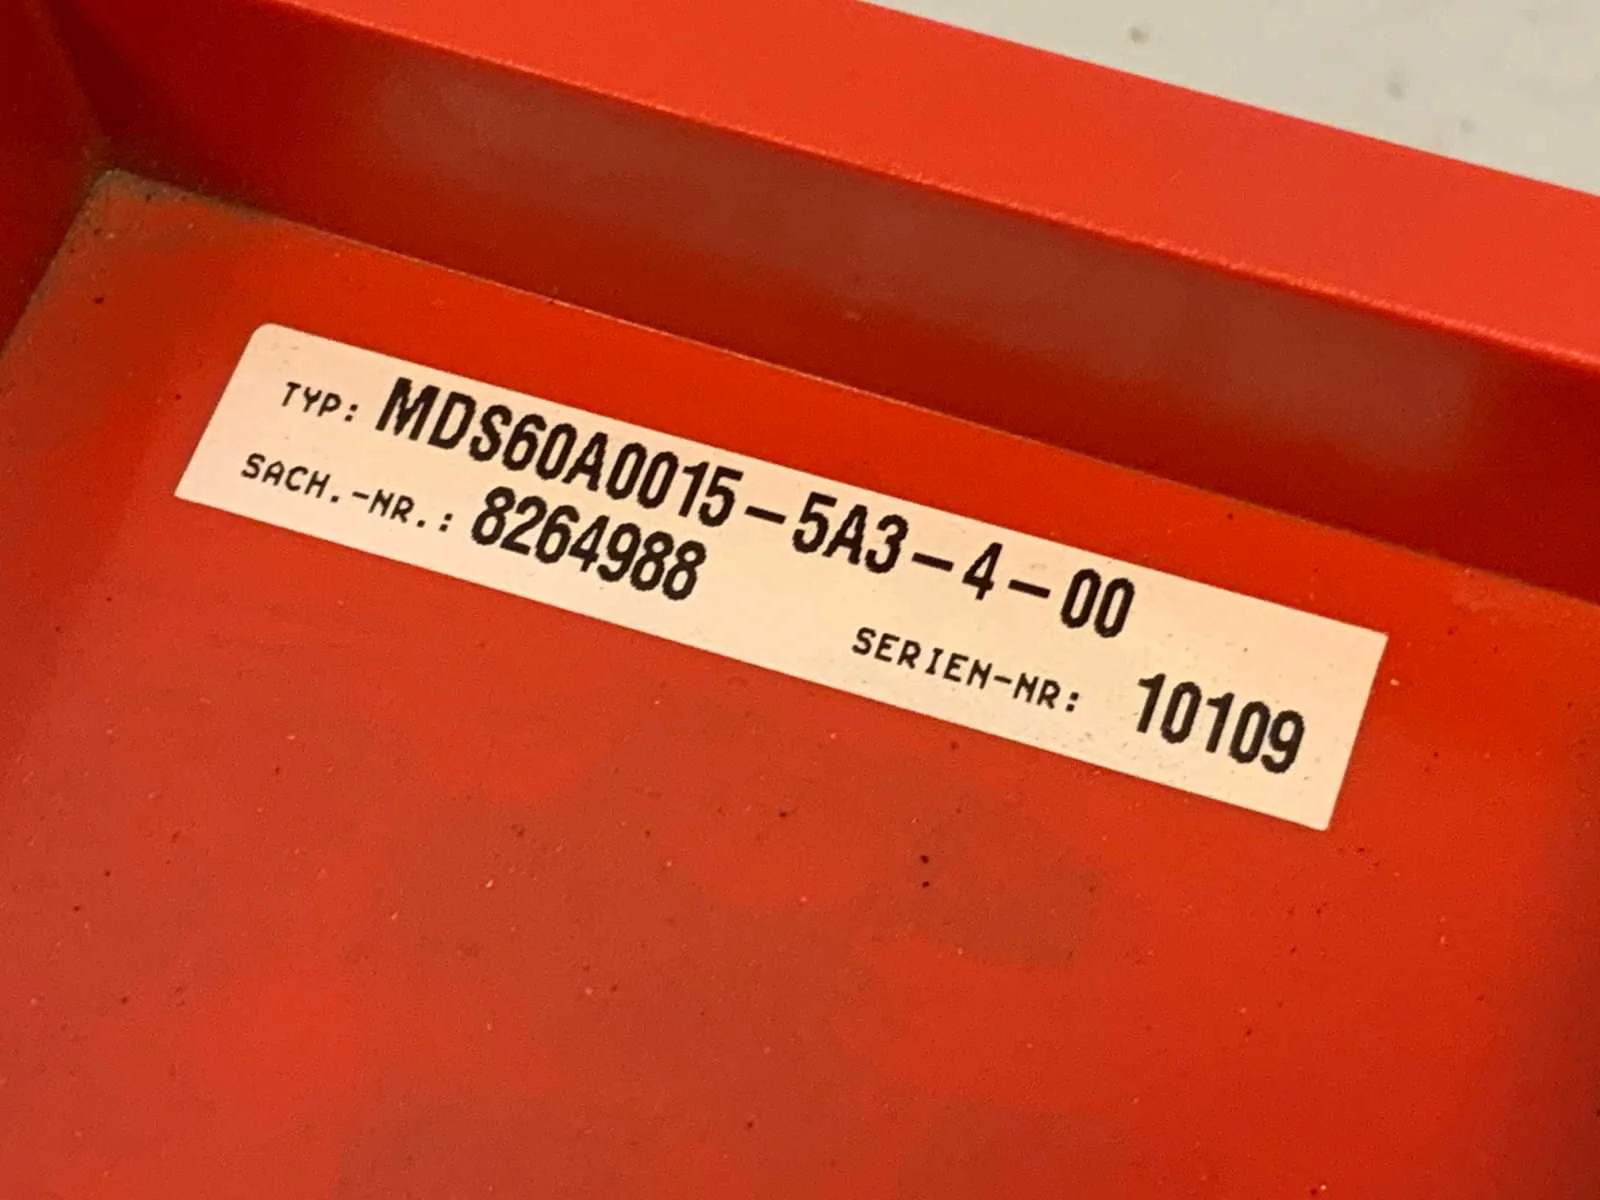 TYP: MDS60A0015-5A3-4-00
SACH.-NR.: 8264988
SERIEN-NR: 10109